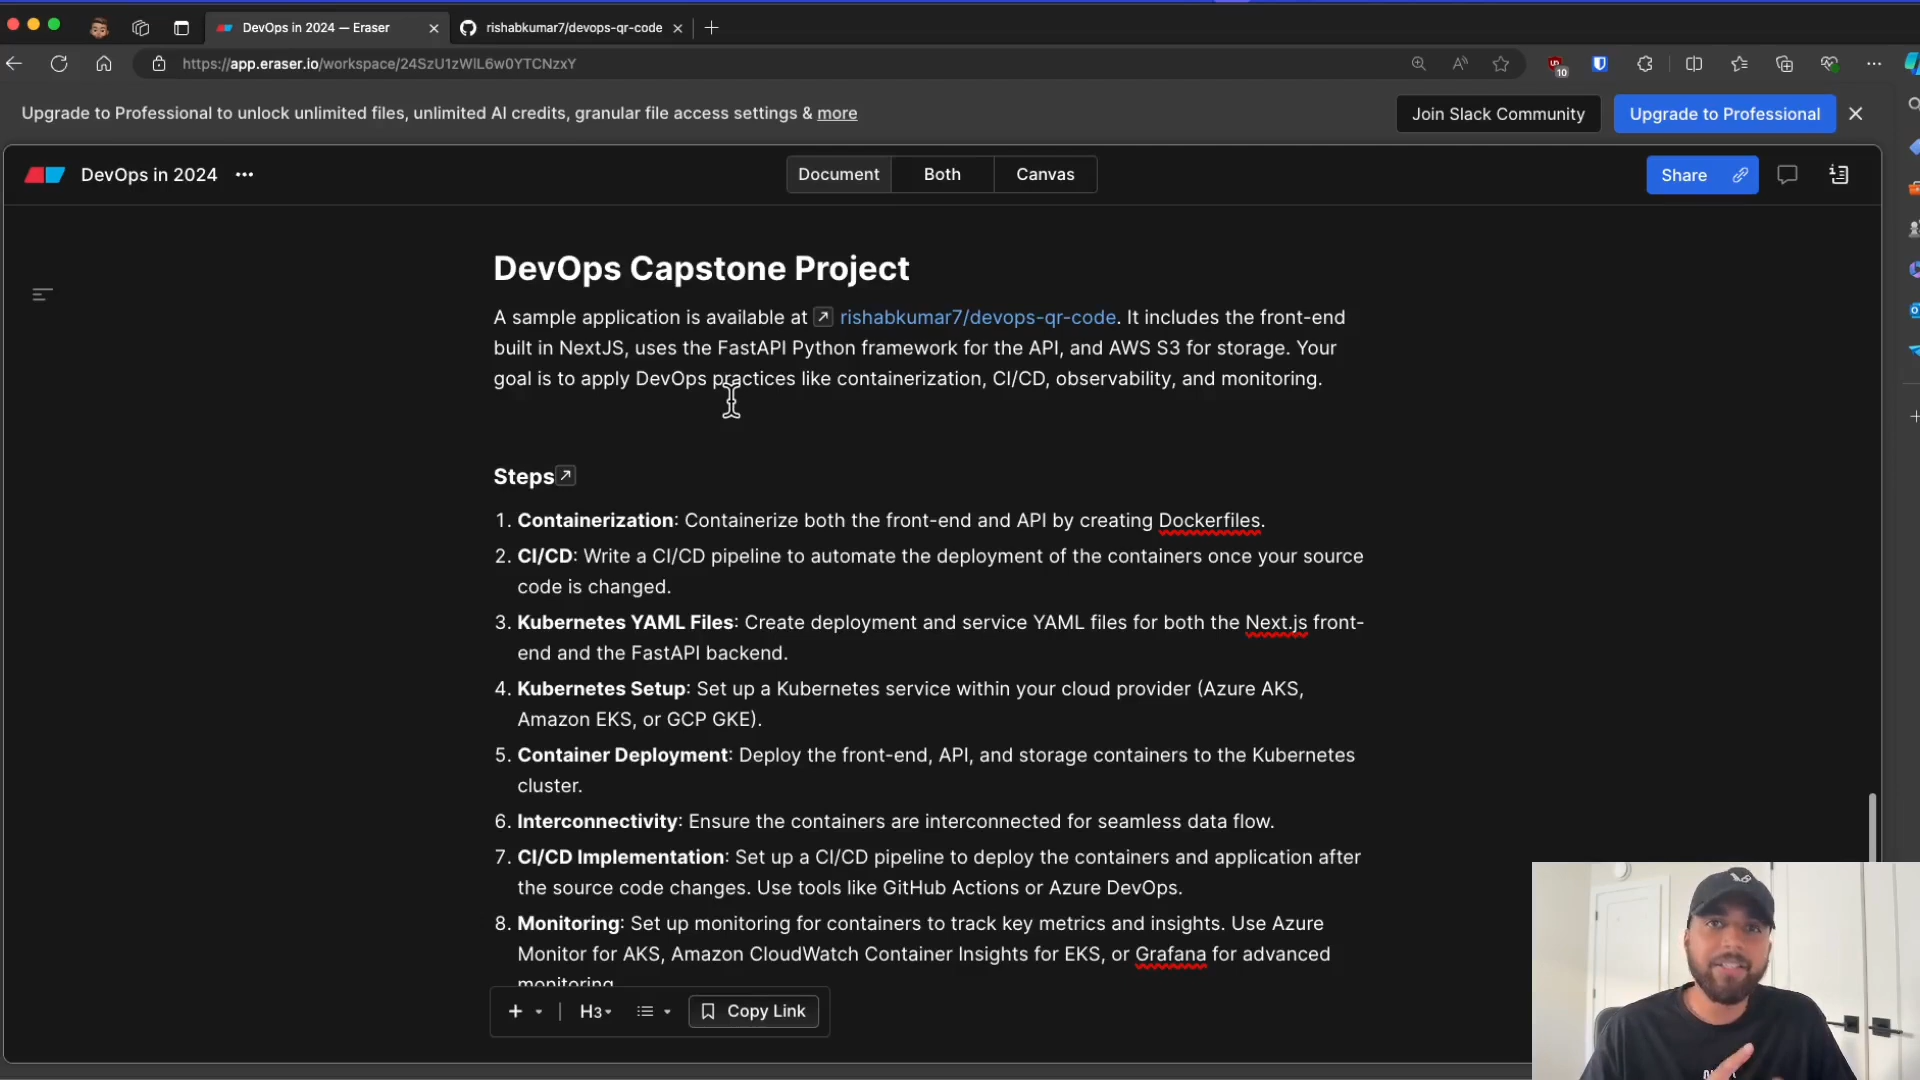 DevOps in 2024 — Eraser
rishabkumar7/devops-qr-code
https://app.eraser.io/workspace/24SzU1zWlL6w0YTCNzxY
10
Upgrade to Professional to unlock unlimited files, unlimited AI credits, granular file access settings & more
Join Slack Community
Upgrade to Professional
DevOps in 2024
Document
Both
Canvas
Share
DevOps Capstone Project
A sample application is available at rishabkumar7/devops-qr-code. It includes the front-end
built in NextJS, uses the FastAPI Python framework for the API, and AWS S3 for storage. Your
goal is to apply DevOps practices like containerization, CI/CD, observability, and monitoring.
Steps
1. Containerization: Containerize both the front-end and API by creating Dockerfiles.
2. CI/CD: Write a CI/CD pipeline to automate the deployment of the containers once your source
code is changed.
3. Kubernetes YAML Files: Create deployment and service YAML files for both the Next.js front-
end and the FastAPI backend.
4. Kubernetes Setup: Set up a Kubernetes service within your cloud provider (Azure AKS,
Amazon EKS, or GCP GKE).
5. Container Deployment: Deploy the front-end, API, and storage containers to the Kubernetes
cluster.
6. Interconnectivity: Ensure the containers are interconnected for seamless data flow.
7. CI/CD Implementation: Set up a CI/CD pipeline to deploy the containers and application after
the source code changes. Use tools like GitHub Actions or Azure DevOps.
8. Monitoring: Set up monitoring for containers to track key metrics and insights. Use Azure
Monitor for AKS, Amazon CloudWatch Container Insights for EKS, or Grafana for advanced
monitoring.
H3
Copy Link